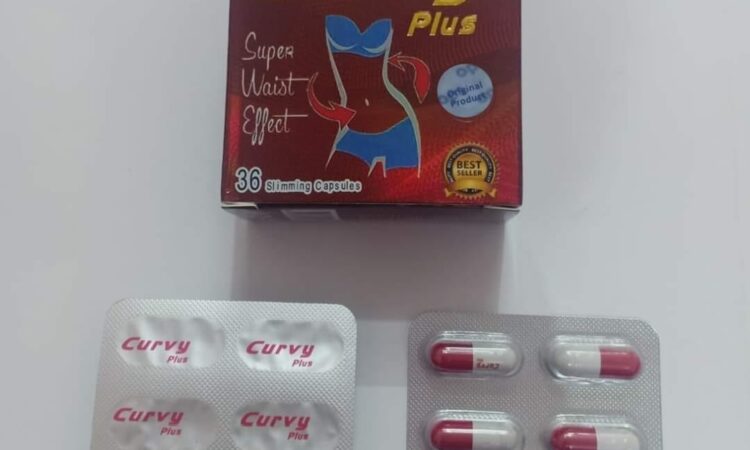 Plus
Super
Waist
Effect
Original
Product
BEST
SELLER
36 Slimming Capsules
Curvy
Plus
Curvy
Plus
Curvy
Plus
Curvy
Plus